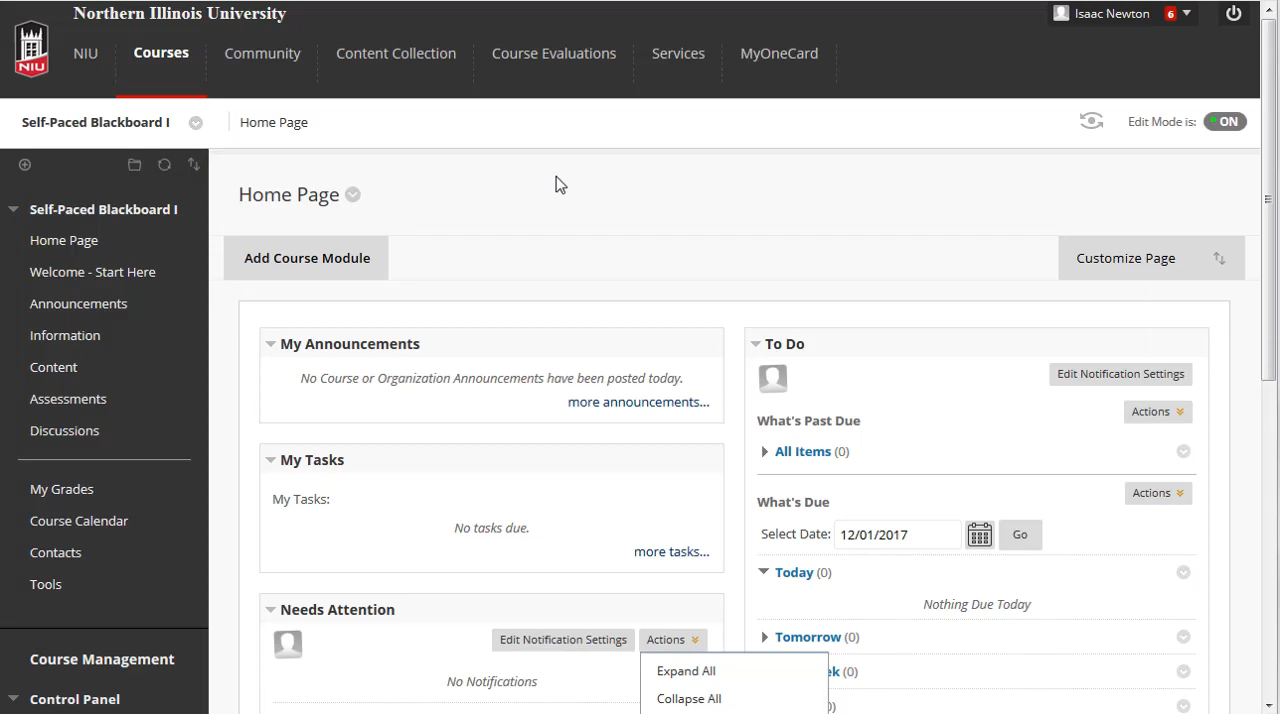 Northern Illinois University
Isaac Newton 6
NIU
NIU
Courses
Community
Content Collection
Course Evaluations
Services
MyOneCard
Self-Paced Blackboard I
Home Page
Edit Mode is: ON
Self-Paced Blackboard I
Home Page
Welcome - Start Here
Announcements
Information
Content
Assessments
Discussions
My Grades
Course Calendar
Contacts
Tools
Course Management
Control Panel
Home Page
Add Course Module
Customize Page
My Announcements
No Course or Organization Announcements have been posted today.
more announcements...
My Tasks
My Tasks:
No tasks due.
more tasks...
Needs Attention
Edit Notification Settings
Actions
Expand All
Collapse All
No Notifications
To Do
Edit Notification Settings
Actions
What's Past Due
All Items (0)
Actions
What's Due
Select Date: 12/01/2017 Go
Today (0)
Nothing Due Today
Tomorrow (0)
ek (0)
0)